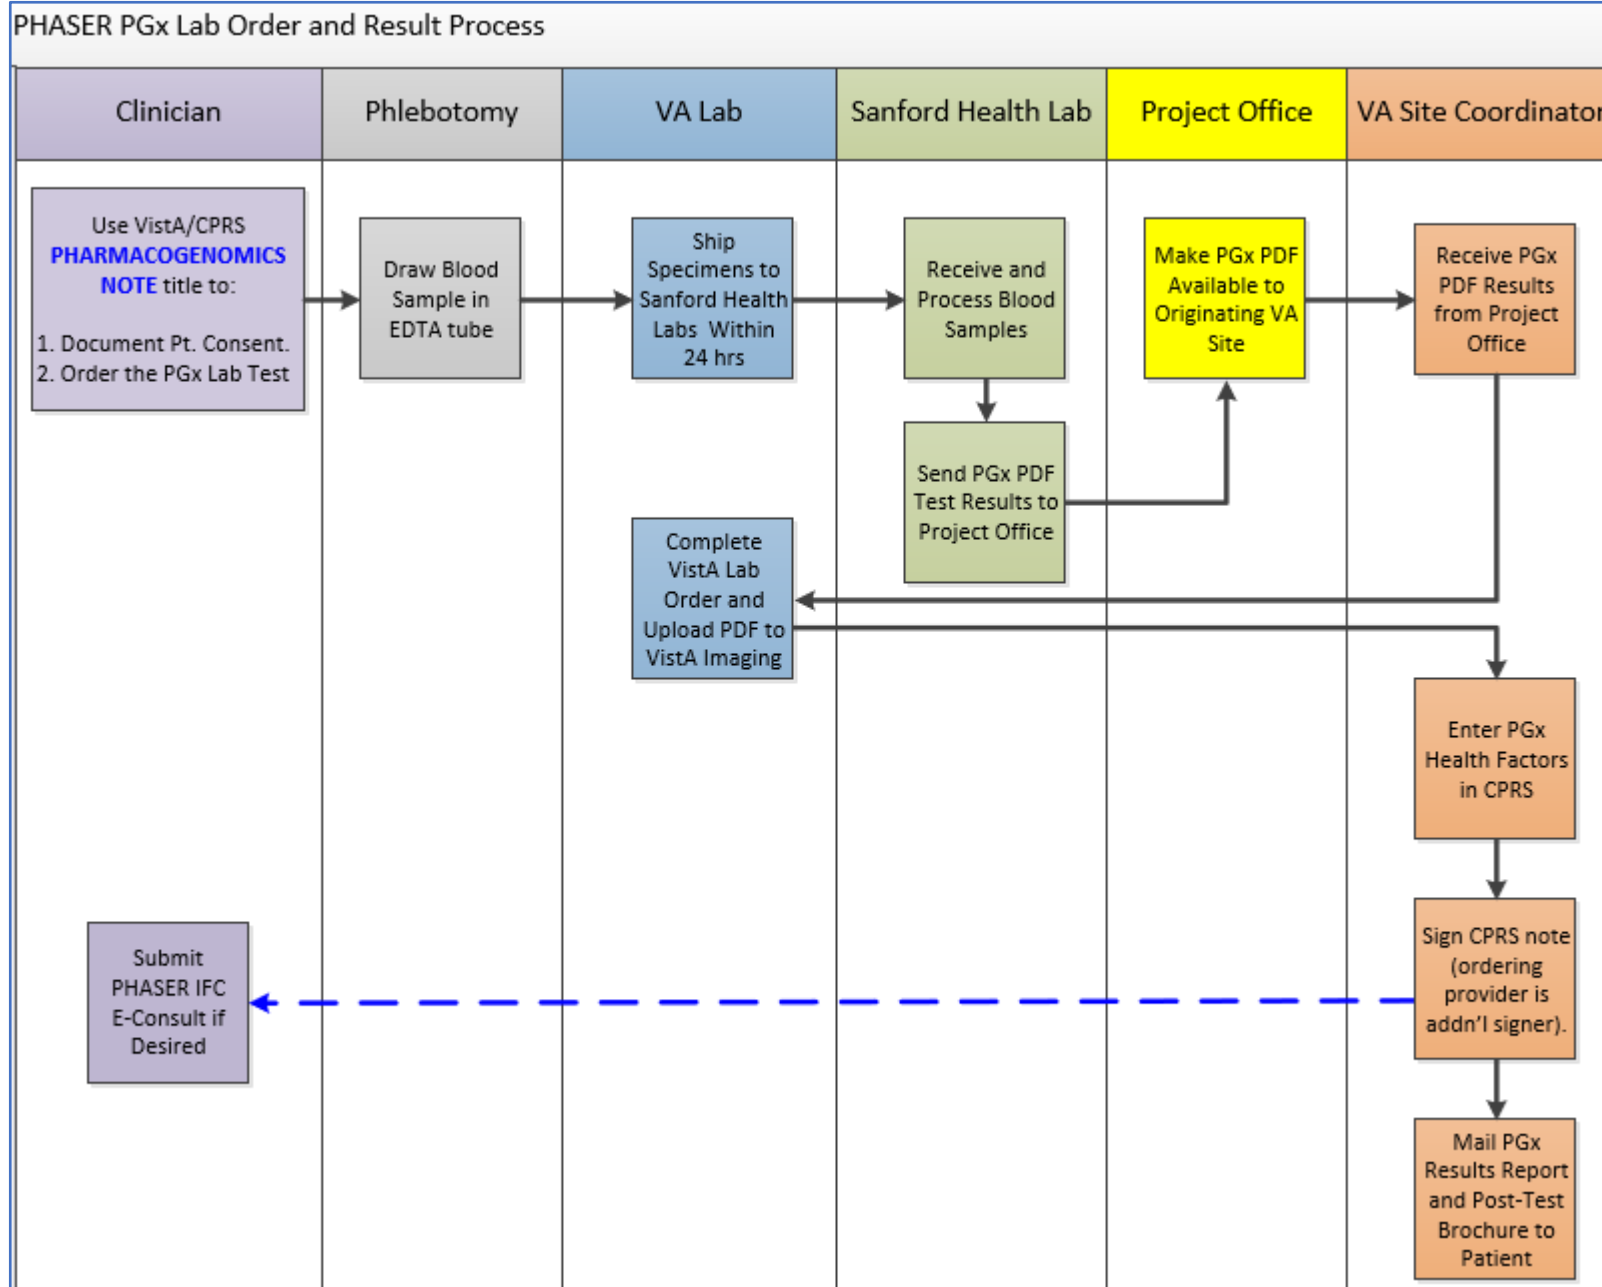 PHASER PGx Lab Order and Result Process
Clinician
Phlebotomy
VA Lab
Sanford Health Lab
Project Office
VA Site Coordinator
Use VistA/CPRS
PHARMACOGENOMICS
NOTE title to:
1. Document Pt. Consent.
2. Order the PGx Lab Test
Draw Blood
Sample in
EDTA tube
Ship
Specimens to
Sanford Health
Labs Within
24 hrs
Receive and
Process Blood
Samples
Make PGx PDF
Available to
Originating VA
Site
Receive PGx
PDF Results
from Project
Office
Send PGx PDF
Test Results to
Project Office
Complete
VistA Lab
Order and
Upload PDF to
VistA Imaging
Enter PGx
Health Factors
in CPRS
Submit
PHASER IFC
E-Consult if
Desired
Sign CPRS note
(ordering
provider is
addn'l signer).
Mail PGx
Results Report
and Post-Test
Brochure to
Patient